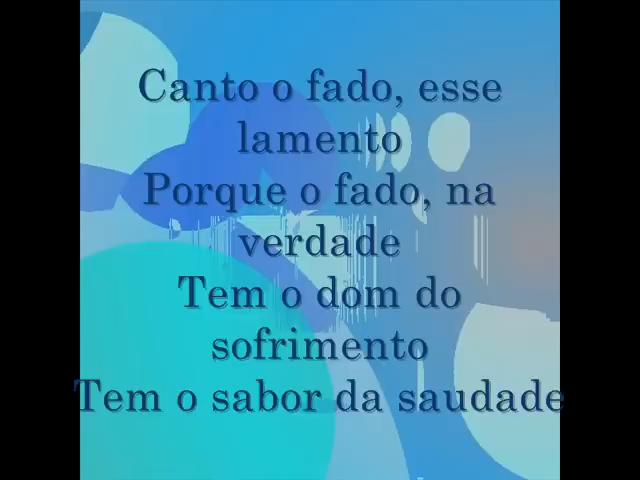 Canto o fado, esse
lamento
Porque o fado, na
verdade
Tem o dom do
sofrimento
Tem o sabor da saudade